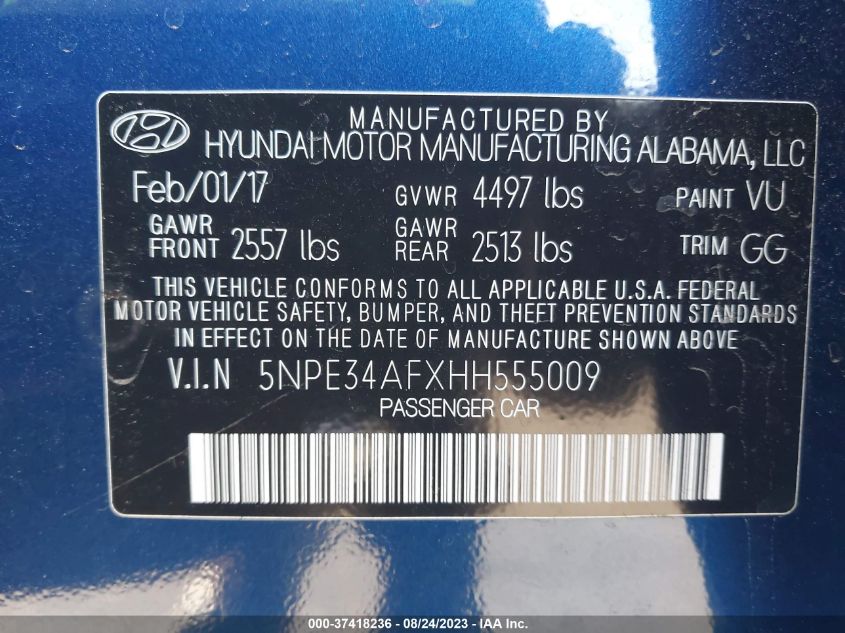 MANUFACTURED BY
HYUNDAI MOTOR MANUFACTURING ALABAMA, LLC
Feb/01/17 GVWR 4497 lbs PAINT VU
GAWR FRONT 2557 lbs GAWR REAR 2513 lbs TRIM GG
THIS VEHICLE CONFORMS TO ALL APPLICABLE U.S.A. FEDERAL
MOTOR VEHICLE SAFETY, BUMPER, AND THEFT PREVENTION STANDARDS
IN EFFECT ON THE DATE OF MANUFACTURE SHOWN ABOVE
V.I.N 5NPE34AFXHH555009
PASSENGER CAR
000-37418236 - 08/24/2023 - IAA Inc.